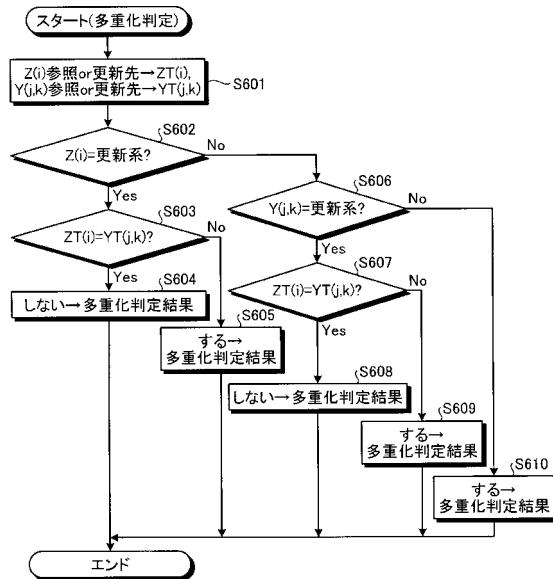 スタート(多重化判定)
Z(i)参照or更新先→ZT(i),
Y(j,k)参照or更新先→YT(j,k)
S601
S602
Z(i)=更新系?
No
Yes
S606
Y(j,k)=更新系?
No
Yes
S603
ZT(i)=YT(j,k)?
No
Yes
S607
ZT(i)=YT(j,k)?
No
Yes
S604
しない→多重化判定結果
S605
する→
多重化判定結果
S608
しない→多重化判定結果
S609
する→
多重化判定結果
S610
する→
多重化判定結果
エンド